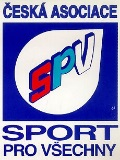 ČESKÁ ASOCIACE
SPV
SPORT
PRO VŠECHNY